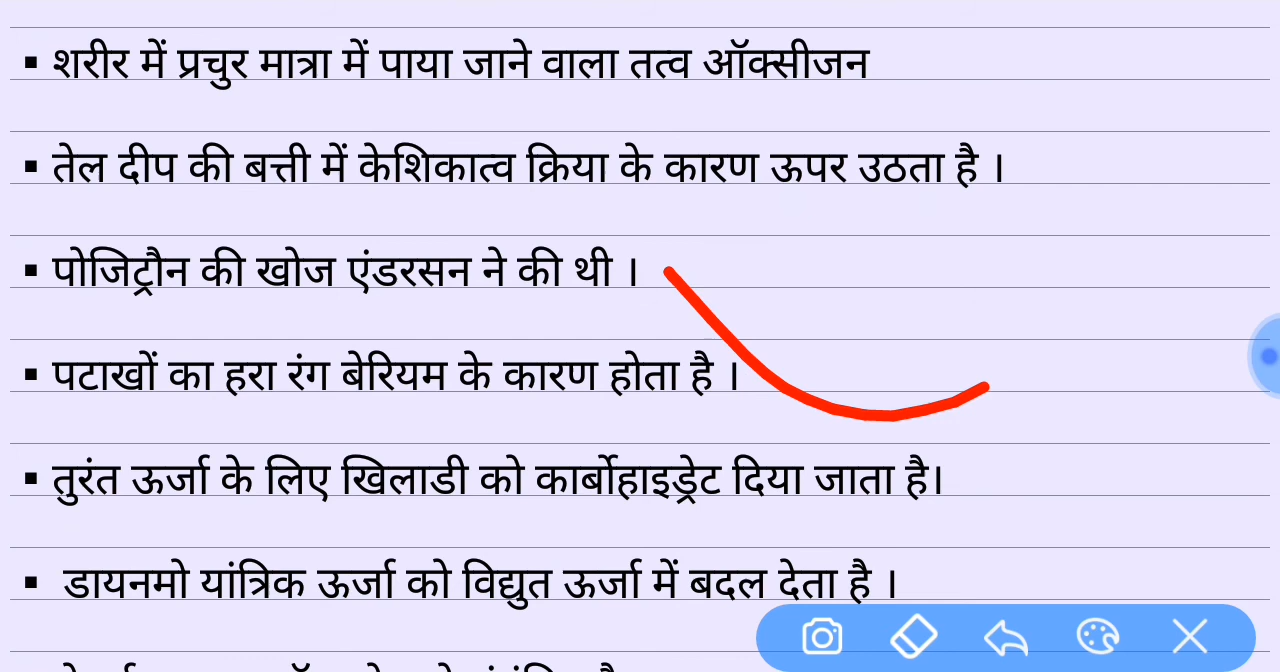 ▪ शरीर में प्रचुर मात्रा में पाया जाने वाला तत्व ऑक्सीजन
▪ तेल दीप की बत्ती में केशिकात्व क्रिया के कारण ऊपर उठता है ।
▪ पोजिट्रौन की खोज एंडरसन ने की थी ।
▪ पटाखों का हरा रंग बेरियम के कारण होता है ।
▪ तुरंत ऊर्जा के लिए खिलाडी को कार्बोहाइड्रेट दिया जाता है।
▪ डायनमो यांत्रिक ऊर्जा को विद्युत ऊर्जा में बदल देता है ।